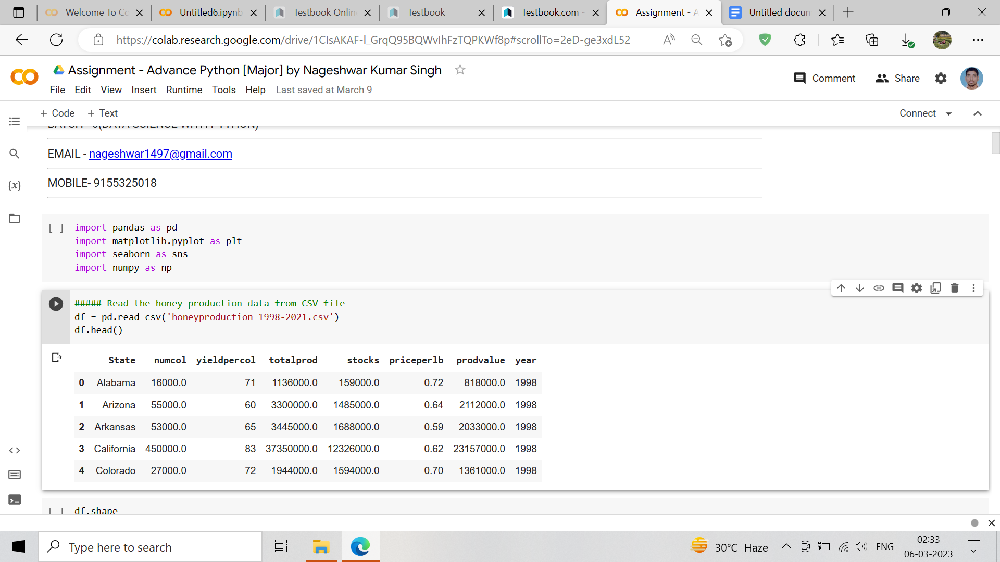 Welcome To Co
Untitled6.ipynb
Testbook Onlin
Testbook
Testbook.com -
Assignment - A
Untitled docum
https://colab.research.google.com/drive/1CIsAKAF-l_GrqQ95BQWvIhFzTQPKWf8p#scrollTo=2eD-ge3xdL52
Assignment - Advance Python [Major] by Nageshwar Kumar Singh
Comment
Share
File Edit View Insert Runtime Tools Help Last saved at March 9
+ Code + Text
Connect
EMAIL - nageshwar1497@gmail.com
MOBILE- 9155325018
[ ] import pandas as pd
import matplotlib.pyplot as plt
import seaborn as sns
import numpy as np
##### Read the honey production data from CSV file
df = pd.read_csv('honeyproduction 1998-2021.csv')
df.head()
State numcol yieldpercol totalprod stocks priceperlb prodvalue year
0 Alabama 16000.0 71 1136000.0 159000.0 0.72 818000.0 1998
1 Arizona 55000.0 60 3300000.0 1485000.0 0.64 2112000.0 1998
2 Arkansas 53000.0 65 3445000.0 1688000.0 0.59 2033000.0 1998
3 California 450000.0 83 37350000.0 12326000.0 0.62 23157000.0 1998
4 Colorado 27000.0 72 1944000.0 1594000.0 0.70 1361000.0 1998
[ ] df.shape
Type here to search
30°C Haze
ENG
02:33
06-03-2023